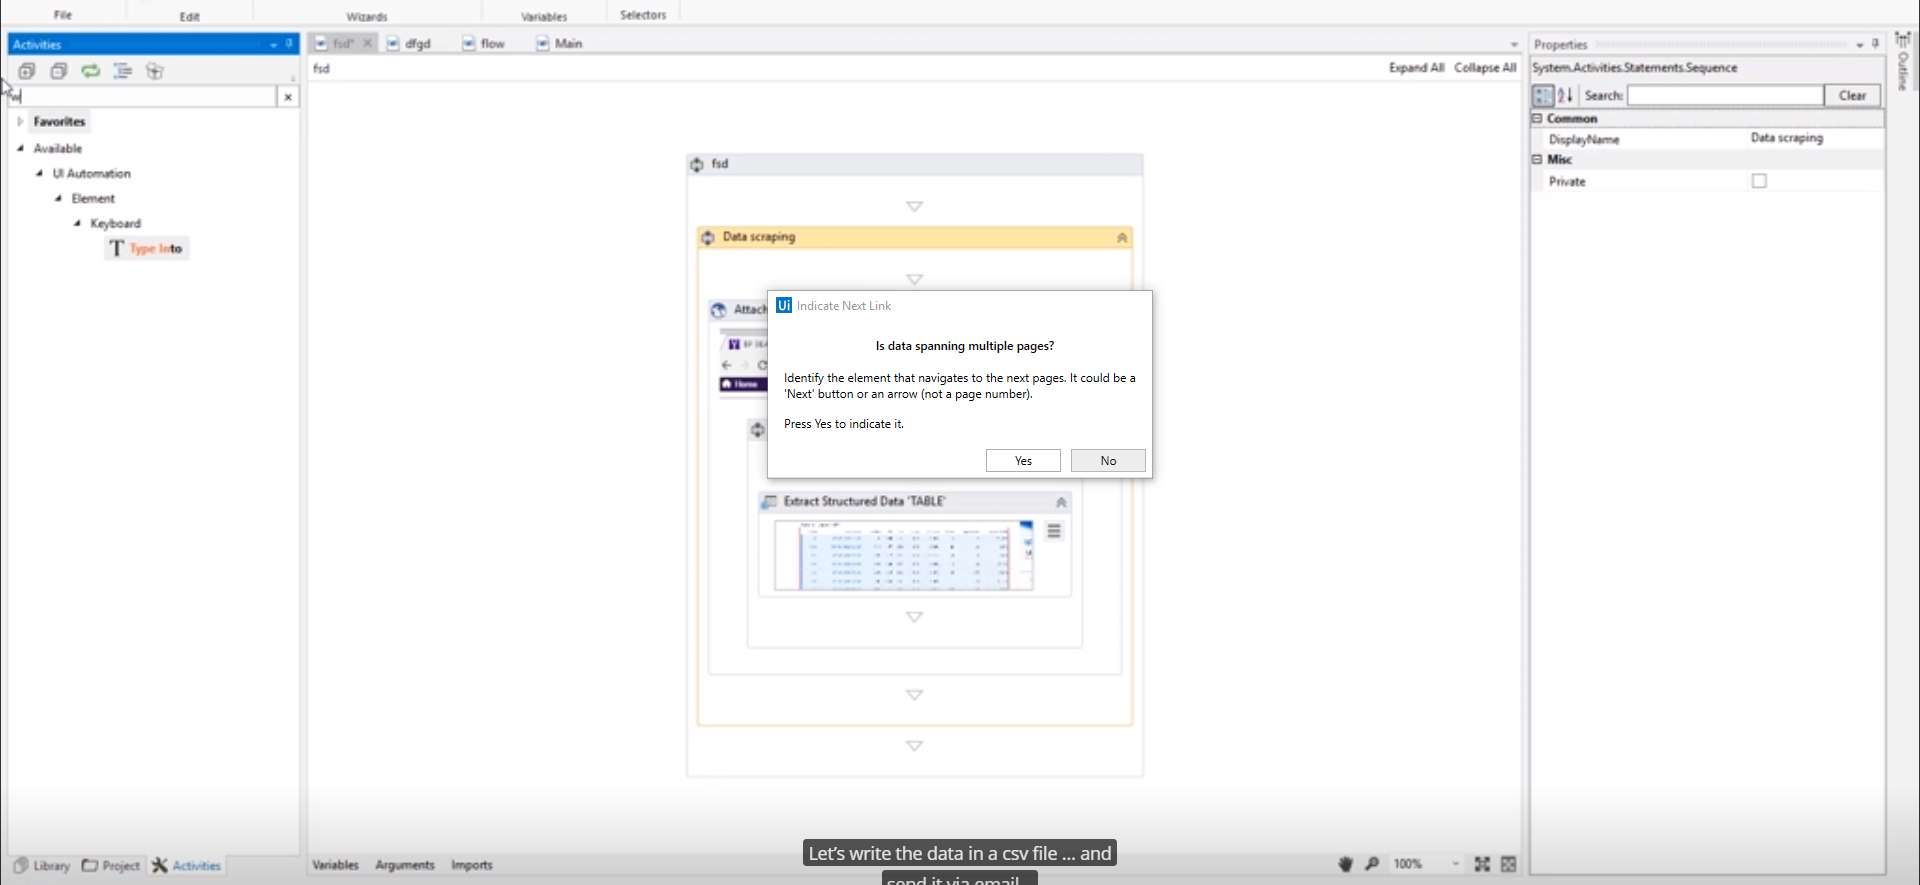 File
Edit
Wizards
Variables
Selectors
Activities
fsd*
dfgd
flow
Main
Properties
Outline
fsd
Expand All
Collapse All
System.Activities.Statements.Sequence
w
Search:
Clear
Favorites
Common
DisplayName
Data scraping
Available
Misc
UI Automation
Private
Element
Keyboard
Type Into
fsd
Data scraping
Attach
Home
Ui Indicate Next Link
Is data spanning multiple pages?
Identify the element that navigates to the next pages. It could be a
'Next' button or an arrow (not a page number).
Press Yes to indicate it.
Yes
No
Extract Structured Data 'TABLE'
Let's write the data in a csv file ... and
send it via email
Library
Project
Activities
Variables
Arguments
Imports
100%